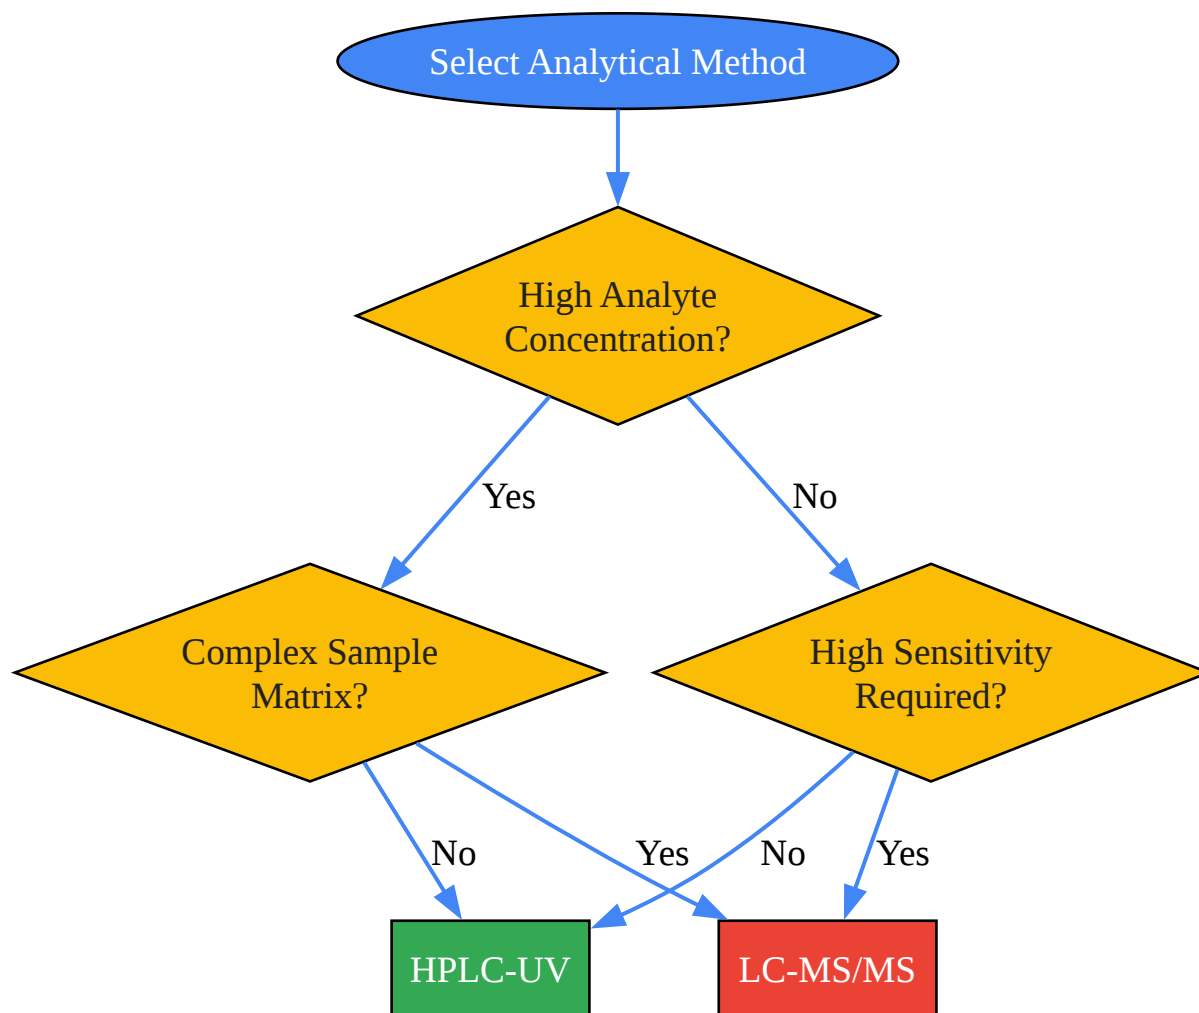 Select Analytical Method
High Analyte
Concentration?
Yes
No
Complex Sample
Matrix?
High Sensitivity
Required?
No
Yes
No
Yes
HPLC-UV
LC-MS/MS